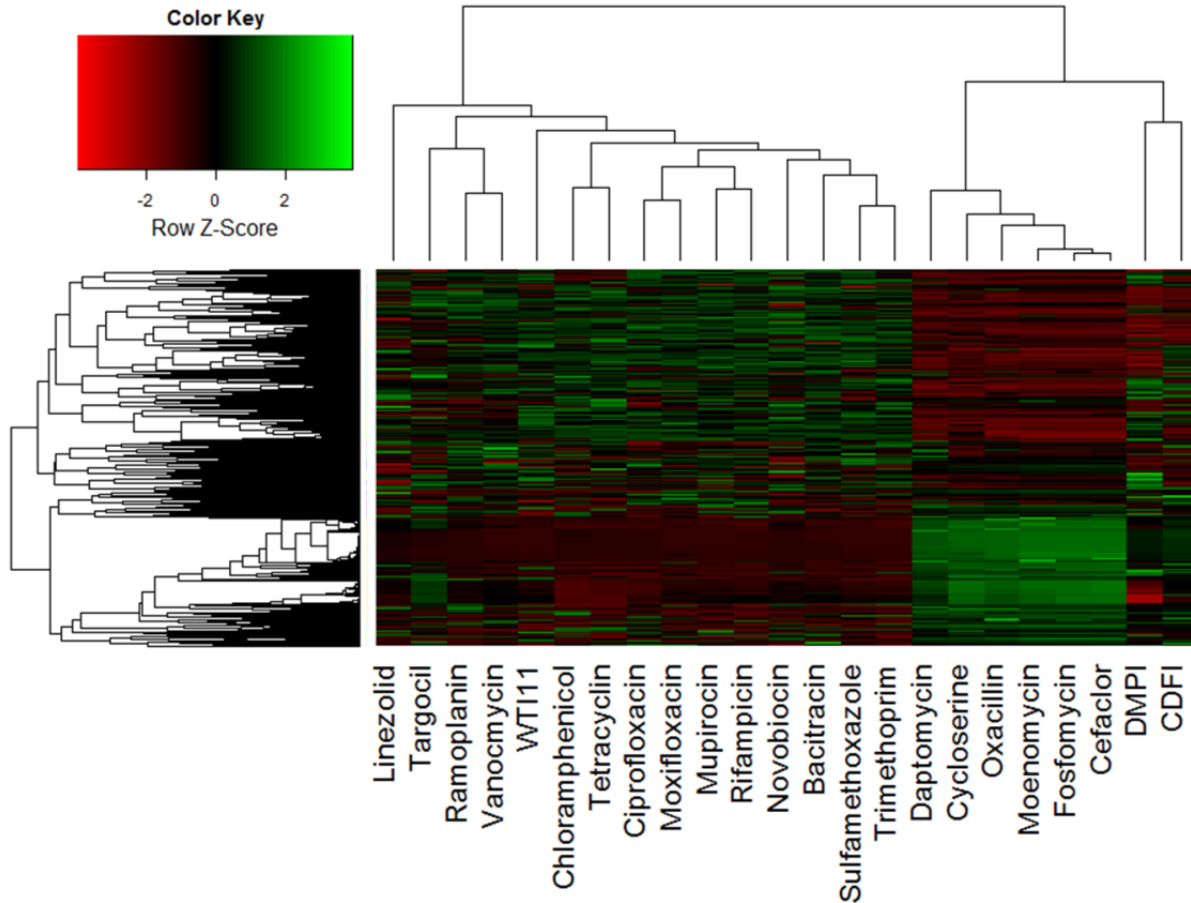 Color Key
-2 0 2
Row Z-Score
Linezolid
Targocil
Ramoplanin
Vanocmycin
WTI11
Chloramphenicol
Tetracyclin
Ciprofloxacin
Moxifloxacin
Mupirocin
Rifampicin
Novobiocin
Bacitracin
Sulfamethoxazole
Trimethoprim
Daptomycin
Cycloserine
Oxacillin
Moenomycin
Fosfomycin
Cefaclor
DMPI
CDFI